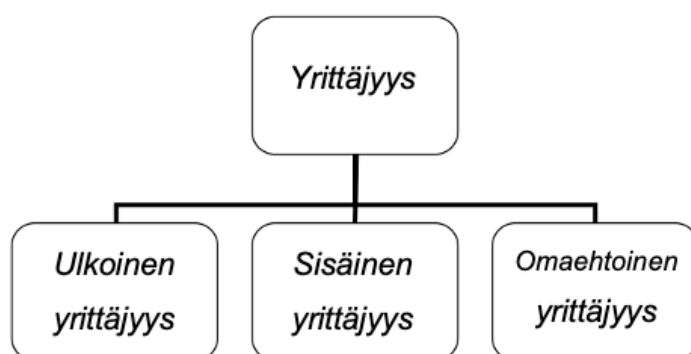 Yrittäjyys
Ulkoinen
yrittäjyys
Sisäinen
yrittäjyys
Omaehtoinen
yrittäjyys